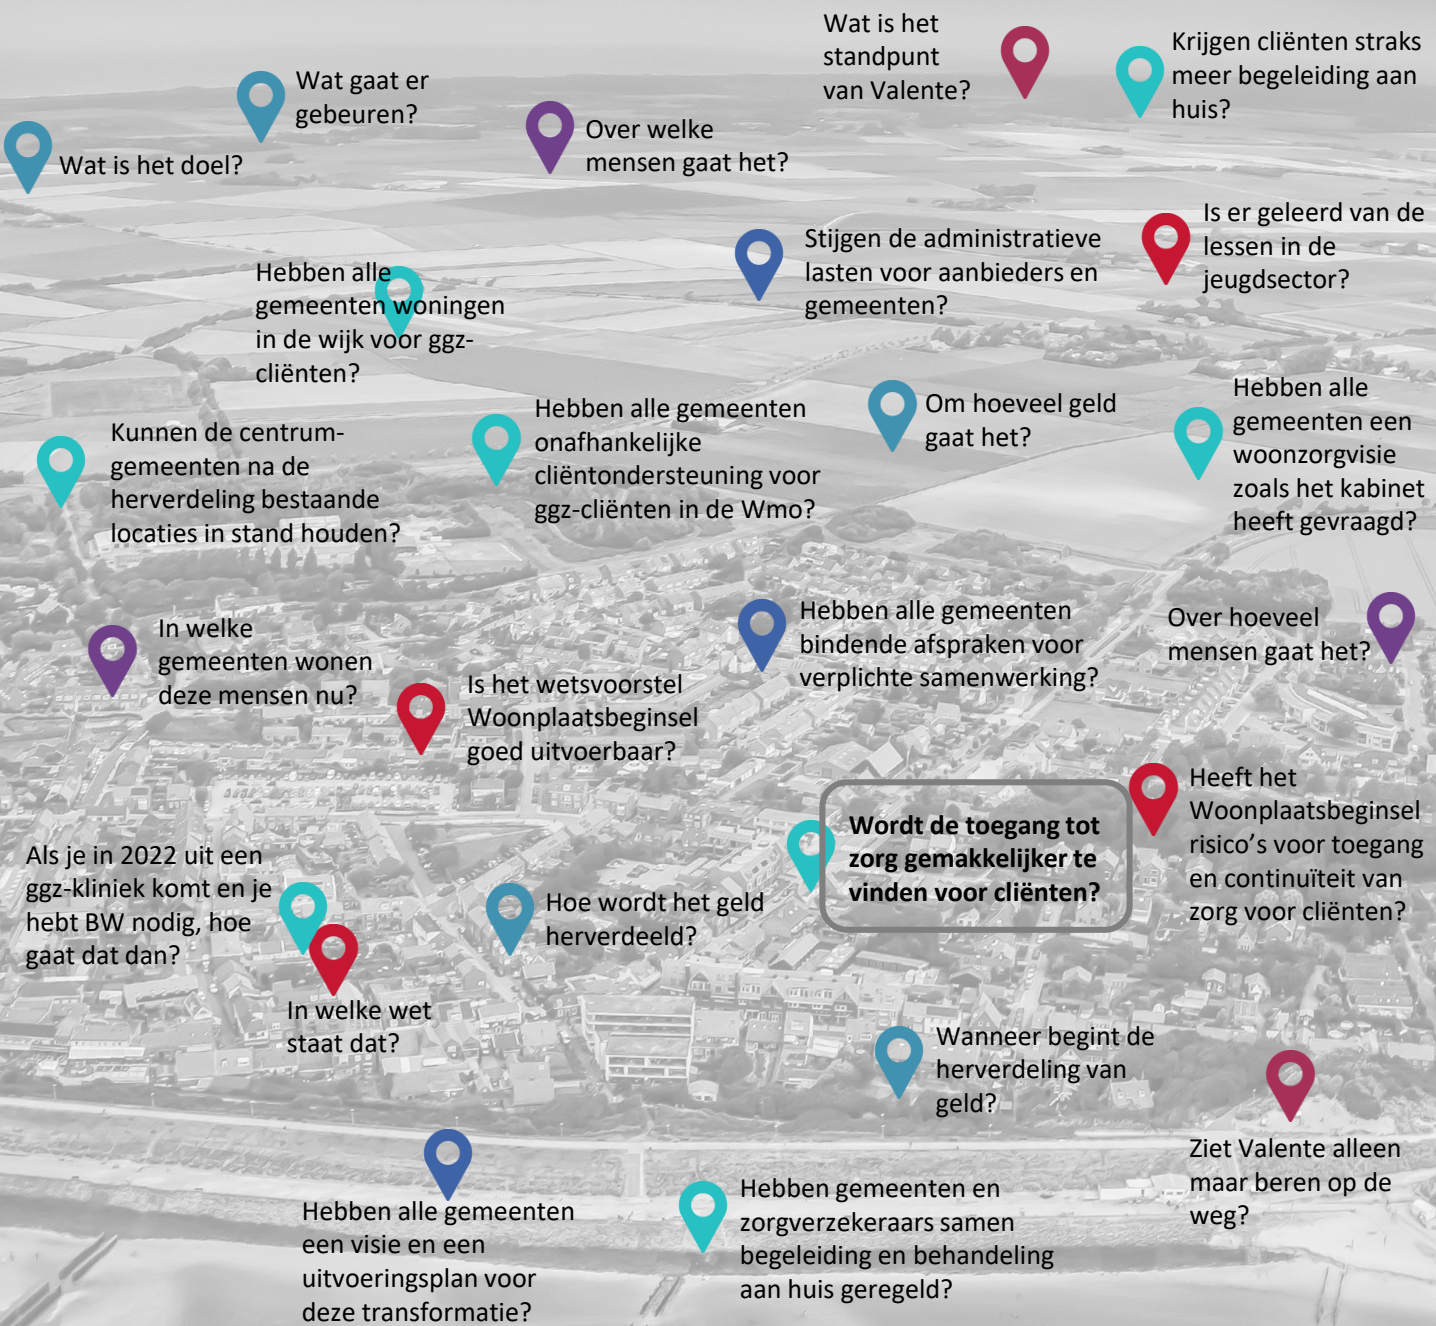 Wat is het
standpunt
van Valente?
Krijgen cliënten straks
meer begeleiding aan
huis?
Wat gaat er
gebeuren?
Over welke
mensen gaat het?
Wat is het doel?
Is er geleerd van de
lessen in de
jeugdsector?
Stijgen de administratieve
lasten voor aanbieders en
gemeenten?
Hebben alle
gemeenten woningen
in de wijk voor ggz-
cliënten?
Hebben alle
gemeenten een
woonzorgvisie
zoals het kabinet
heeft gevraagd?
Om hoeveel geld
gaat het?
Hebben alle gemeenten
onafhankelijke
cliëntondersteuning voor
ggz-cliënten in de Wmo?
Kunnen de centrum-
gemeenten na de
herverdeling bestaande
locaties in stand houden?
Hebben alle gemeenten
bindende afspraken voor
verplichte samenwerking?
Over hoeveel
mensen gaat het?
In welke
gemeenten wonen
deze mensen nu?
Is het wetsvoorstel
Woonplaatsbeginsel
goed uitvoerbaar?
Heeft het
Woonplaatsbeginsel
risico's voor toegang
en continuïteit van
zorg voor cliënten?
Wordt de toegang tot
zorg gemakkelijker te
vinden voor cliënten?
Als je in 2022 uit een
ggz-kliniek komt en je
hebt BW nodig, hoe
gaat dat dan?
Hoe wordt het geld
herverdeeld?
In welke wet
staat dat?
Wanneer begint de
herverdeling van
geld?
Ziet Valente alleen
maar beren op de
weg?
Hebben gemeenten en
zorgverzekeraars samen
begeleiding en behandeling
aan huis geregeld?
Hebben alle gemeenten
een visie en een
uitvoeringsplan voor
deze transformatie?